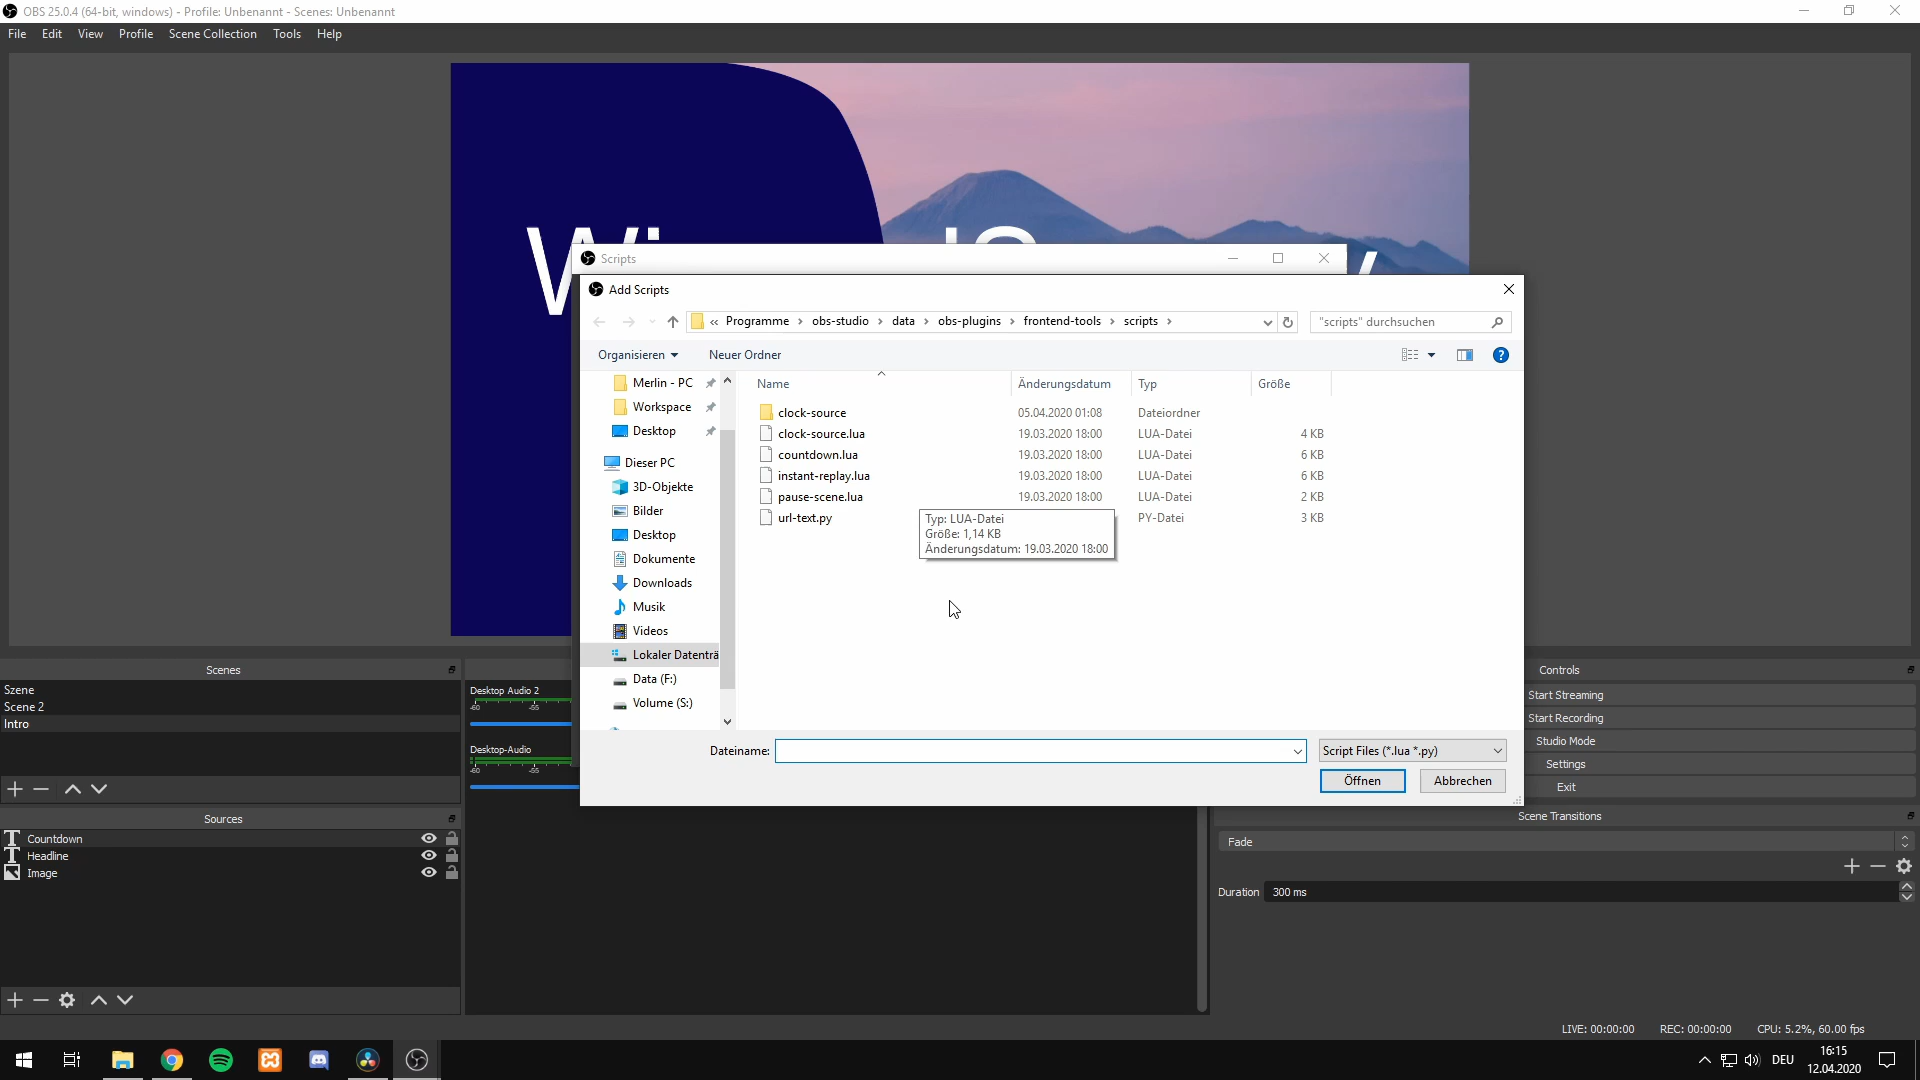 OBS 25.0.4 (64-bit, windows) - Profile: Unbenannt - Scenes: Unbenannt
File Edit View Profile Scene Collection Tools Help
Scripts
Add Scripts
« Programme › obs-studio › data › obs-plugins › frontend-tools › scripts ›
"scripts" durchsuchen
Organisieren Neuer Ordner
Name Änderungsdatum Typ Größe
Merlin - PC
Workspace
Desktop
Dieser PC
3D-Objekte
Bilder
Desktop
Dokumente
Downloads
Musik
Videos
Lokaler Datenträ
Data (F:)
Volume (S:)
clock-source 05.04.2020 01:08 Dateiordner
clock-source.lua 19.03.2020 18:00 LUA-Datei 4 KB
countdown.lua 19.03.2020 18:00 LUA-Datei 6 KB
instant-replay.lua 19.03.2020 18:00 LUA-Datei 6 KB
pause-scene.lua 19.03.2020 18:00 LUA-Datei 2 KB
url-text.py PY-Datei 3 KB
Typ: LUA-Datei
Größe: 1,14 KB
Änderungsdatum: 19.03.2020 18:00
Dateiname:
Script Files (*.lua *.py)
Öffnen Abbrechen
Scenes
Szene
Scene 2
Intro
Desktop Audio 2
-60 -55
Desktop-Audio
-60 -55
Sources
Countdown
Headline
Image
Controls
Start Streaming
Start Recording
Studio Mode
Settings
Exit
Scene Transitions
Fade
Duration 300 ms
LIVE: 00:00:00 REC: 00:00:00 CPU: 5.2%, 60.00 fps
DEU
16:15
12.04.2020